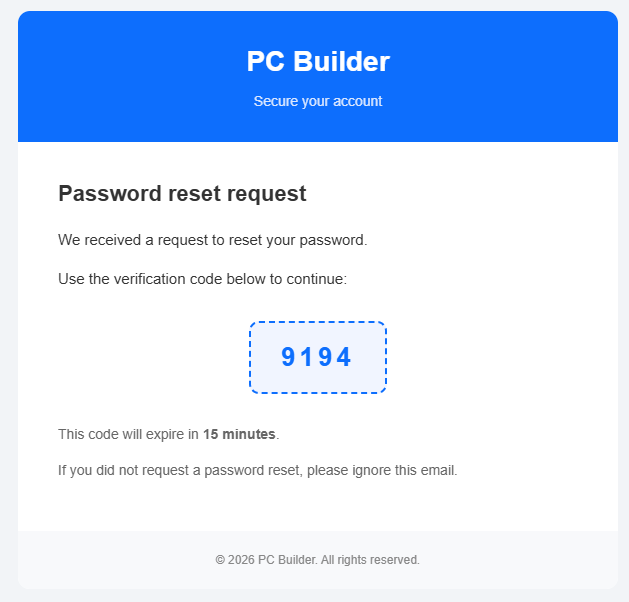 PC Builder
Secure your account
Password reset request
We received a request to reset your password.
Use the verification code below to continue:
9194
This code will expire in 15 minutes.
If you did not request a password reset, please ignore this email.
© 2026 PC Builder. All rights reserved.